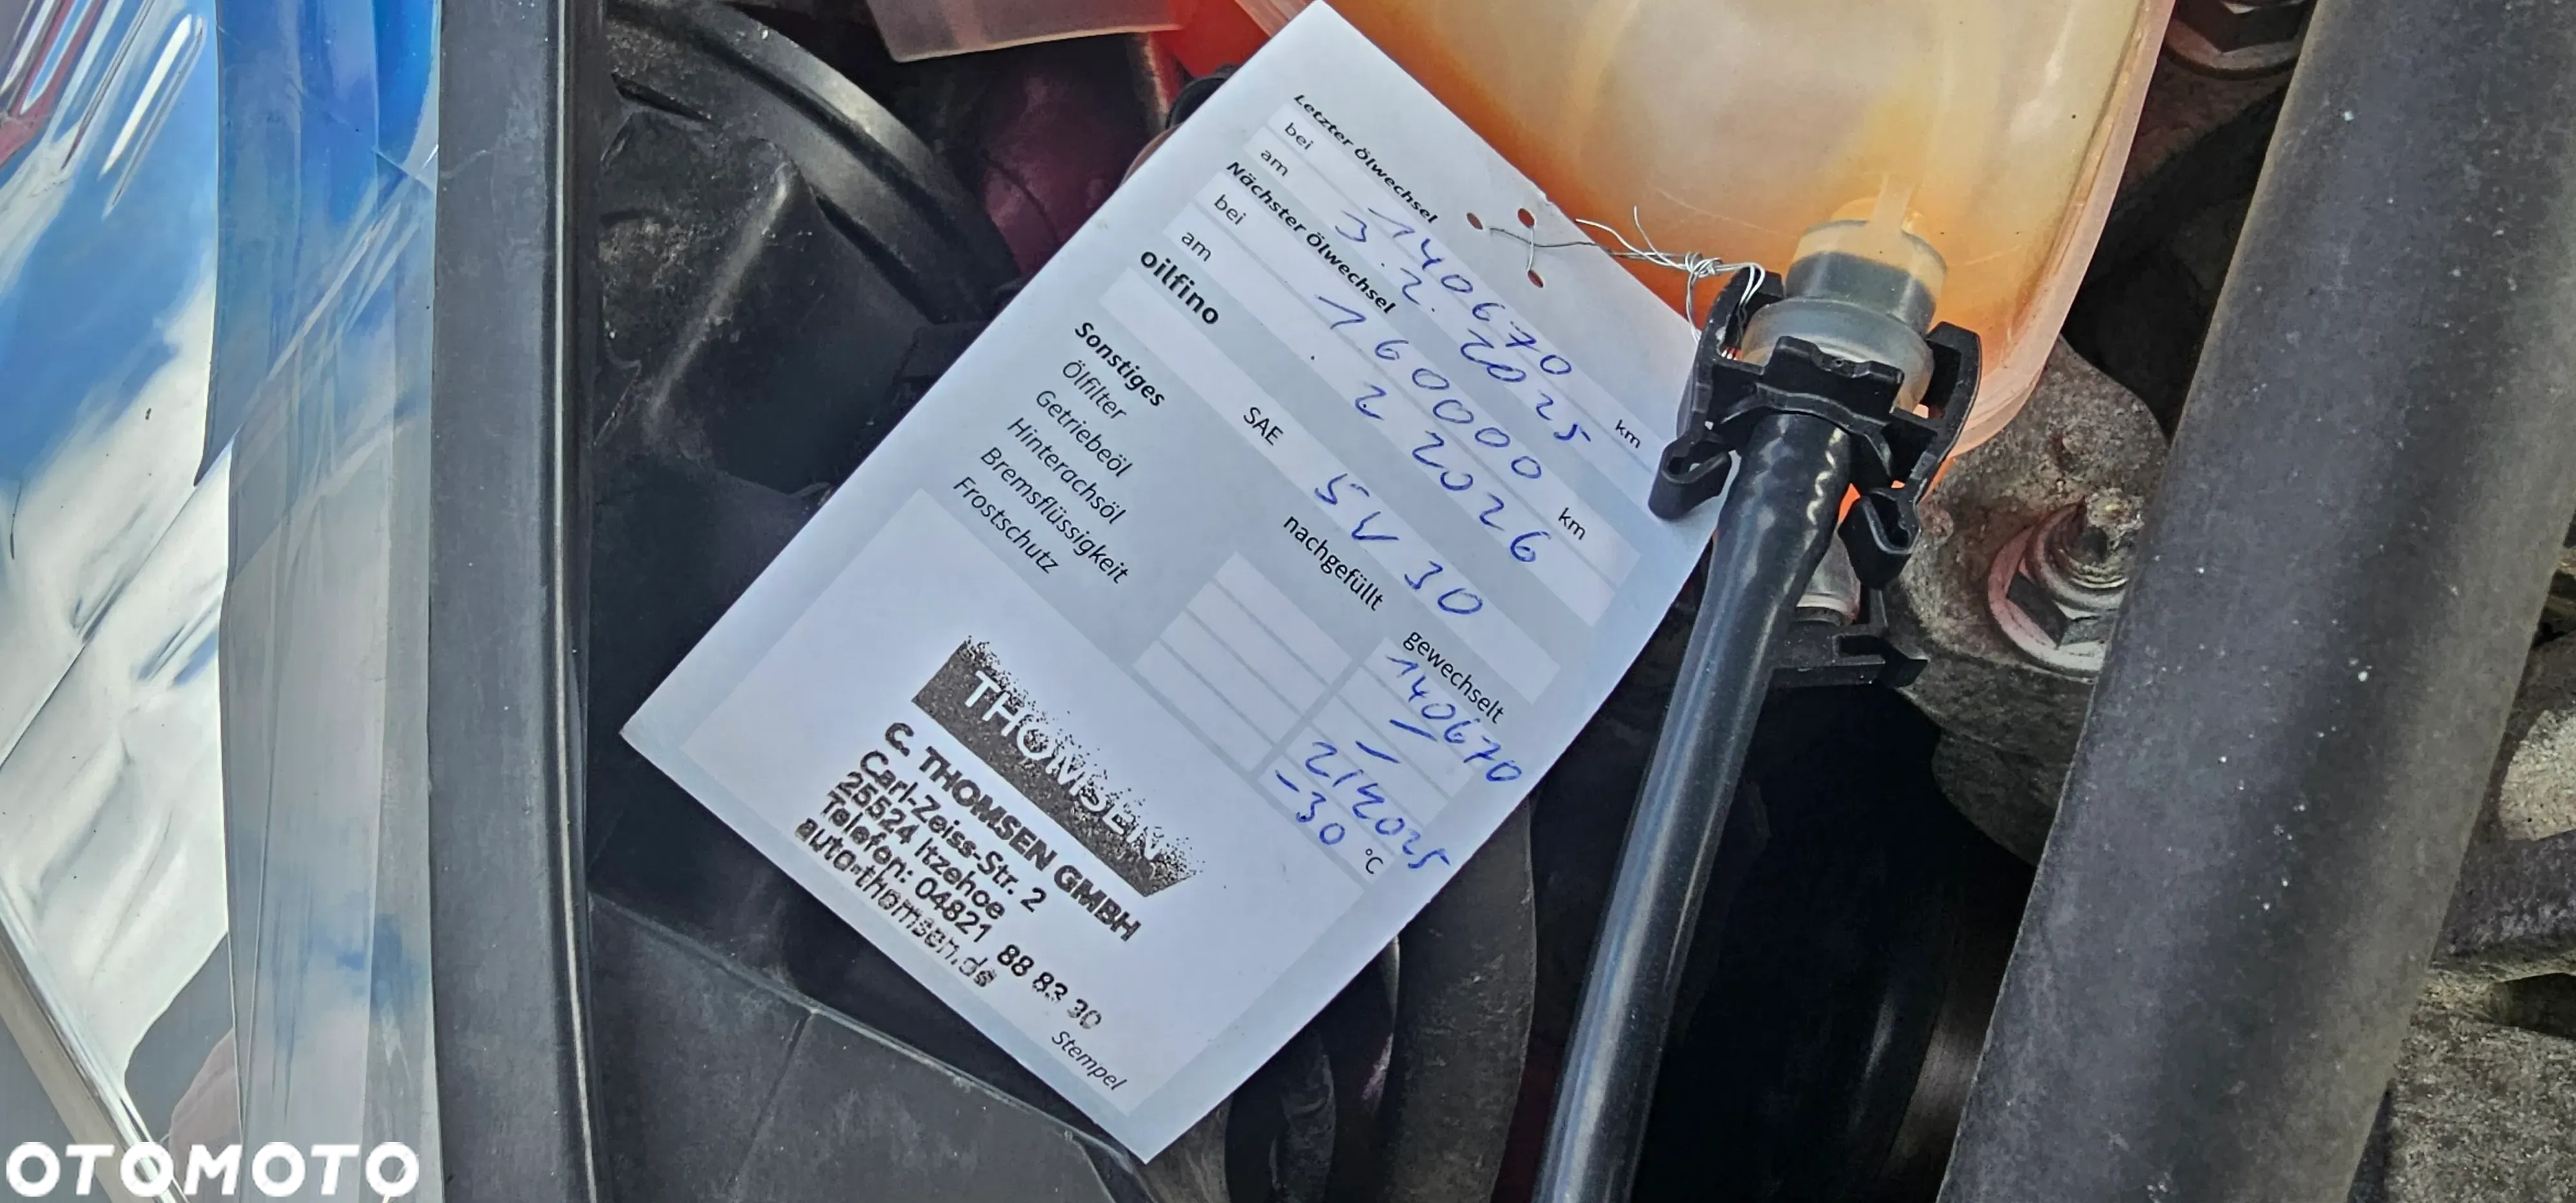 Letzter Ölwechsel
bei 140670 km
am 3.2.2025
Nächster Ölwechsel
bei 160000 km
am 2 2026
oilfino
SAE 5W30
Sonstiges nachgefüllt gewechselt
Ölfilter 140670
Getriebeöl –
Hinterachsöl –
Bremsflüssigkeit 2/2025
Frostschutz -30 °C
THOMSEN
C. THOMSEN GMBH
Carl-Zeiss-Str. 2
25524 Itzehoe
Telefon: 04821 88 83 30
auto-thomsen.de
Stempel
OTOMOTO